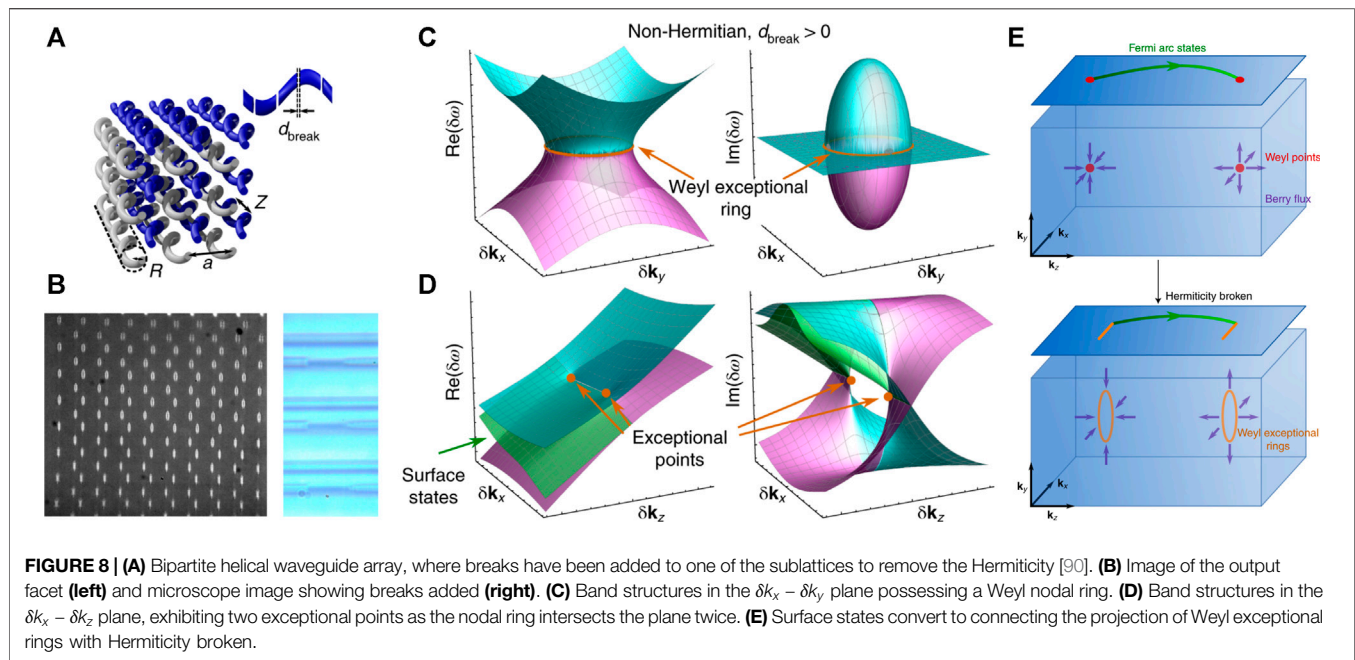 A
d_break
Z
R
a
B
C
Non-Hermitian, d_break > 0
Re(δω)
Im(δω)
Weyl exceptional
ring
δk_x
δk_y
δk_x
δk_y
D
Re(δω)
Im(δω)
Exceptional
points
Surface
states
δk_x
δk_z
δk_x
δk_z
E
Fermi arc states
Weyl points
Berry flux
k_y
k_x
k_z
Hermiticity broken
Weyl exceptional
rings
k_y
k_x
k_z
FIGURE 8 | (A) Bipartite helical waveguide array, where breaks have been added to one of the sublattices to remove the Hermiticity [90]. (B) Image of the output
facet (left) and microscope image showing breaks added (right). (C) Band structures in the δk_x – δk_y plane possessing a Weyl nodal ring. (D) Band structures in the
δk_x – δk_z plane, exhibiting two exceptional points as the nodal ring intersects the plane twice. (E) Surface states convert to connecting the projection of Weyl exceptional
rings with Hermiticity broken.